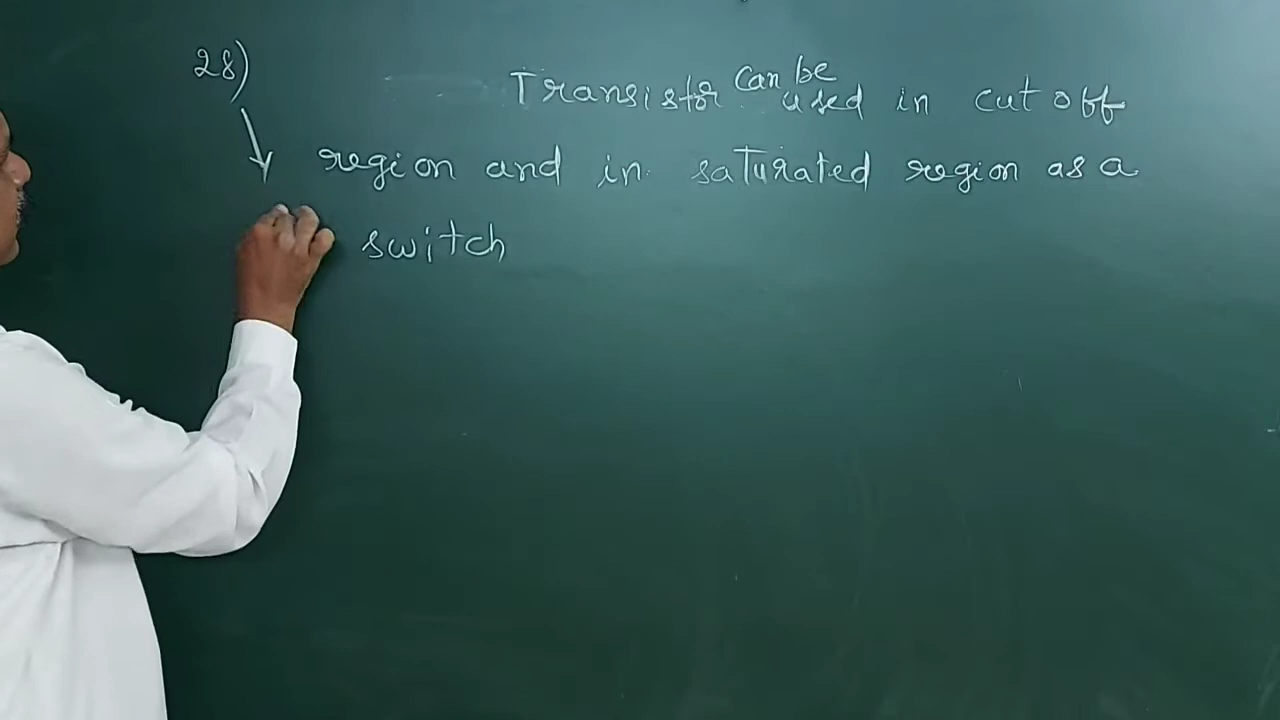 28) Transistor can be used in cut off
region and in saturated region as a
switch